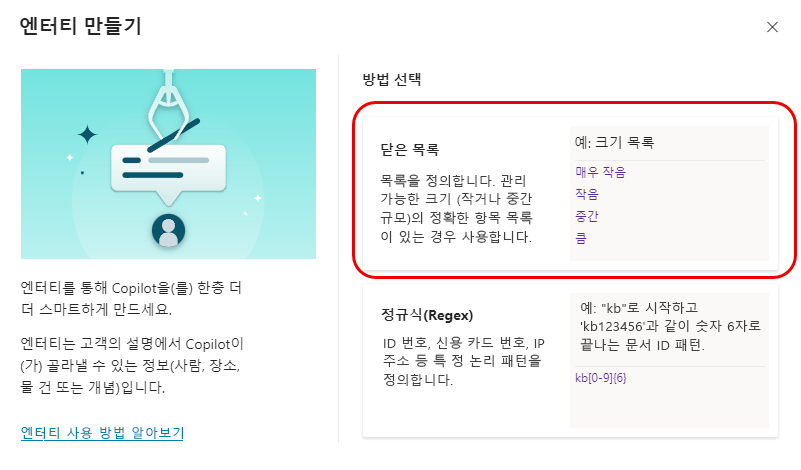 엔터티 만들기
엔터티를 통해 Copilot을(를) 한층 더
더 스마트하게 만드세요.
엔터티는 고객의 설명에서 Copilot이
(가) 골라낼 수 있는 정보(사람, 장소,
물 건 또는 개념)입니다.
엔터티 사용 방법 알아보기
방법 선택
닫은 목록
목록을 정의합니다. 관리
가능한 크기 (작거나 중간
규모)의 정확한 항목 목록
이 있는 경우 사용합니다.
예: 크기 목록
매우 작음
작음
중간
큼
정규식(Regex)
ID 번호, 신용 카드 번호, IP
주소 등 특 정 논리 패턴을
정의합니다.
예: "kb"로 시작하고
'kb123456'과 같이 숫자 6자로
끝나는 문서 ID 패턴.
kb[0-9]{6}